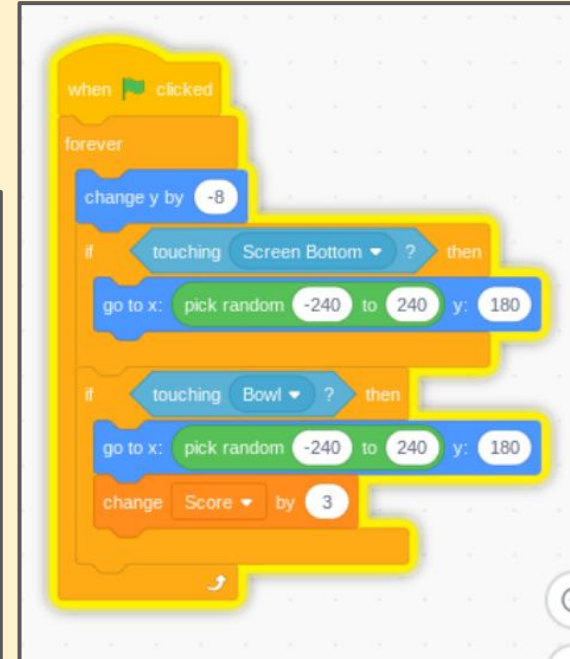 when clicked
forever
change y by -8
if touching Screen Bottom ? then
go to x: pick random -240 to 240 y: 180
if touching Bowl ? then
go to x: pick random -240 to 240 y: 180
change Score by 3